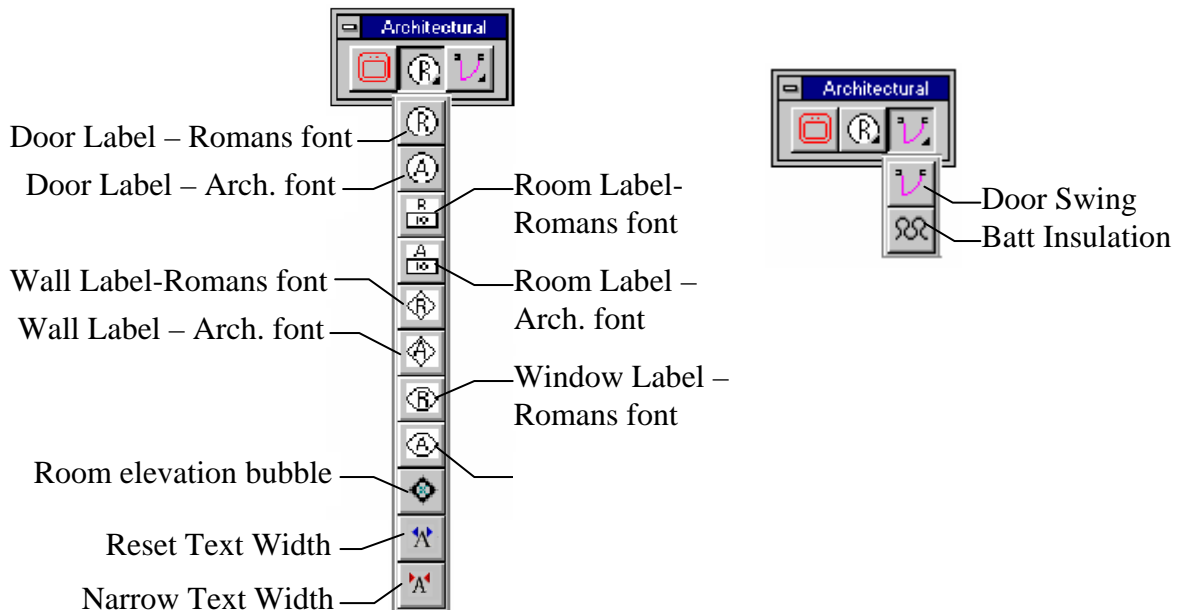 Architectural
R
Door Label – Romans font
R
Door Label – Arch. font
A
Room Label-
Romans font
R
10
Room Label –
Arch. font
A
10
Wall Label-Romans font
R
Wall Label – Arch. font
A
Window Label –
Romans font
R
A
Room elevation bubble
Reset Text Width
A
Narrow Text Width
A
Architectural
R
Door Swing
Batt Insulation